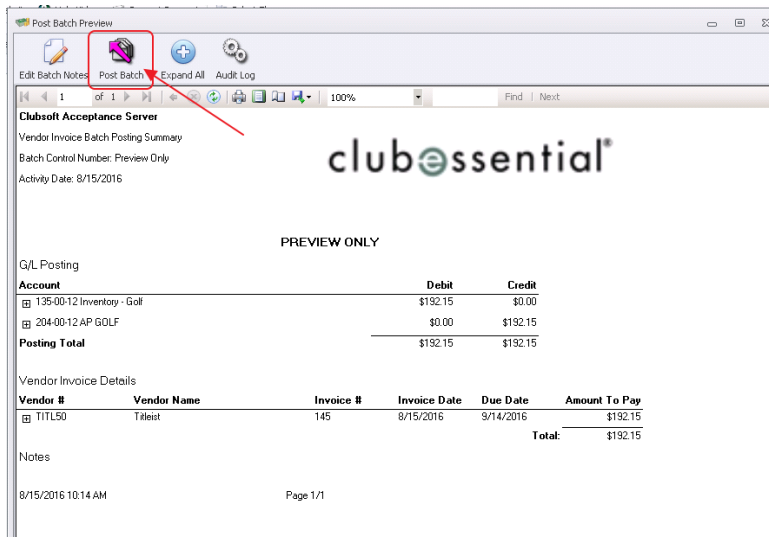 Post Batch Preview
Edit Batch Notes Post Batch Expand All Audit Log
1 of 1 100% Find | Next
Clubsoft Acceptance Server
Vendor Invoice Batch Posting Summary
Batch Control Number: Preview Only
Activity Date: 8/15/2016
clubessential®
PREVIEW ONLY
G/L Posting
Account Debit Credit
135-00-12 Inventory - Golf $192.15 $0.00
204-00-12 AP GOLF $0.00 $192.15
Posting Total $192.15 $192.15
Vendor Invoice Details
Vendor # Vendor Name Invoice # Invoice Date Due Date Amount To Pay
TITL50 Titleist 145 8/15/2016 9/14/2016 $192.15
Total: $192.15
Notes
8/15/2016 10:14 AM Page 1/1